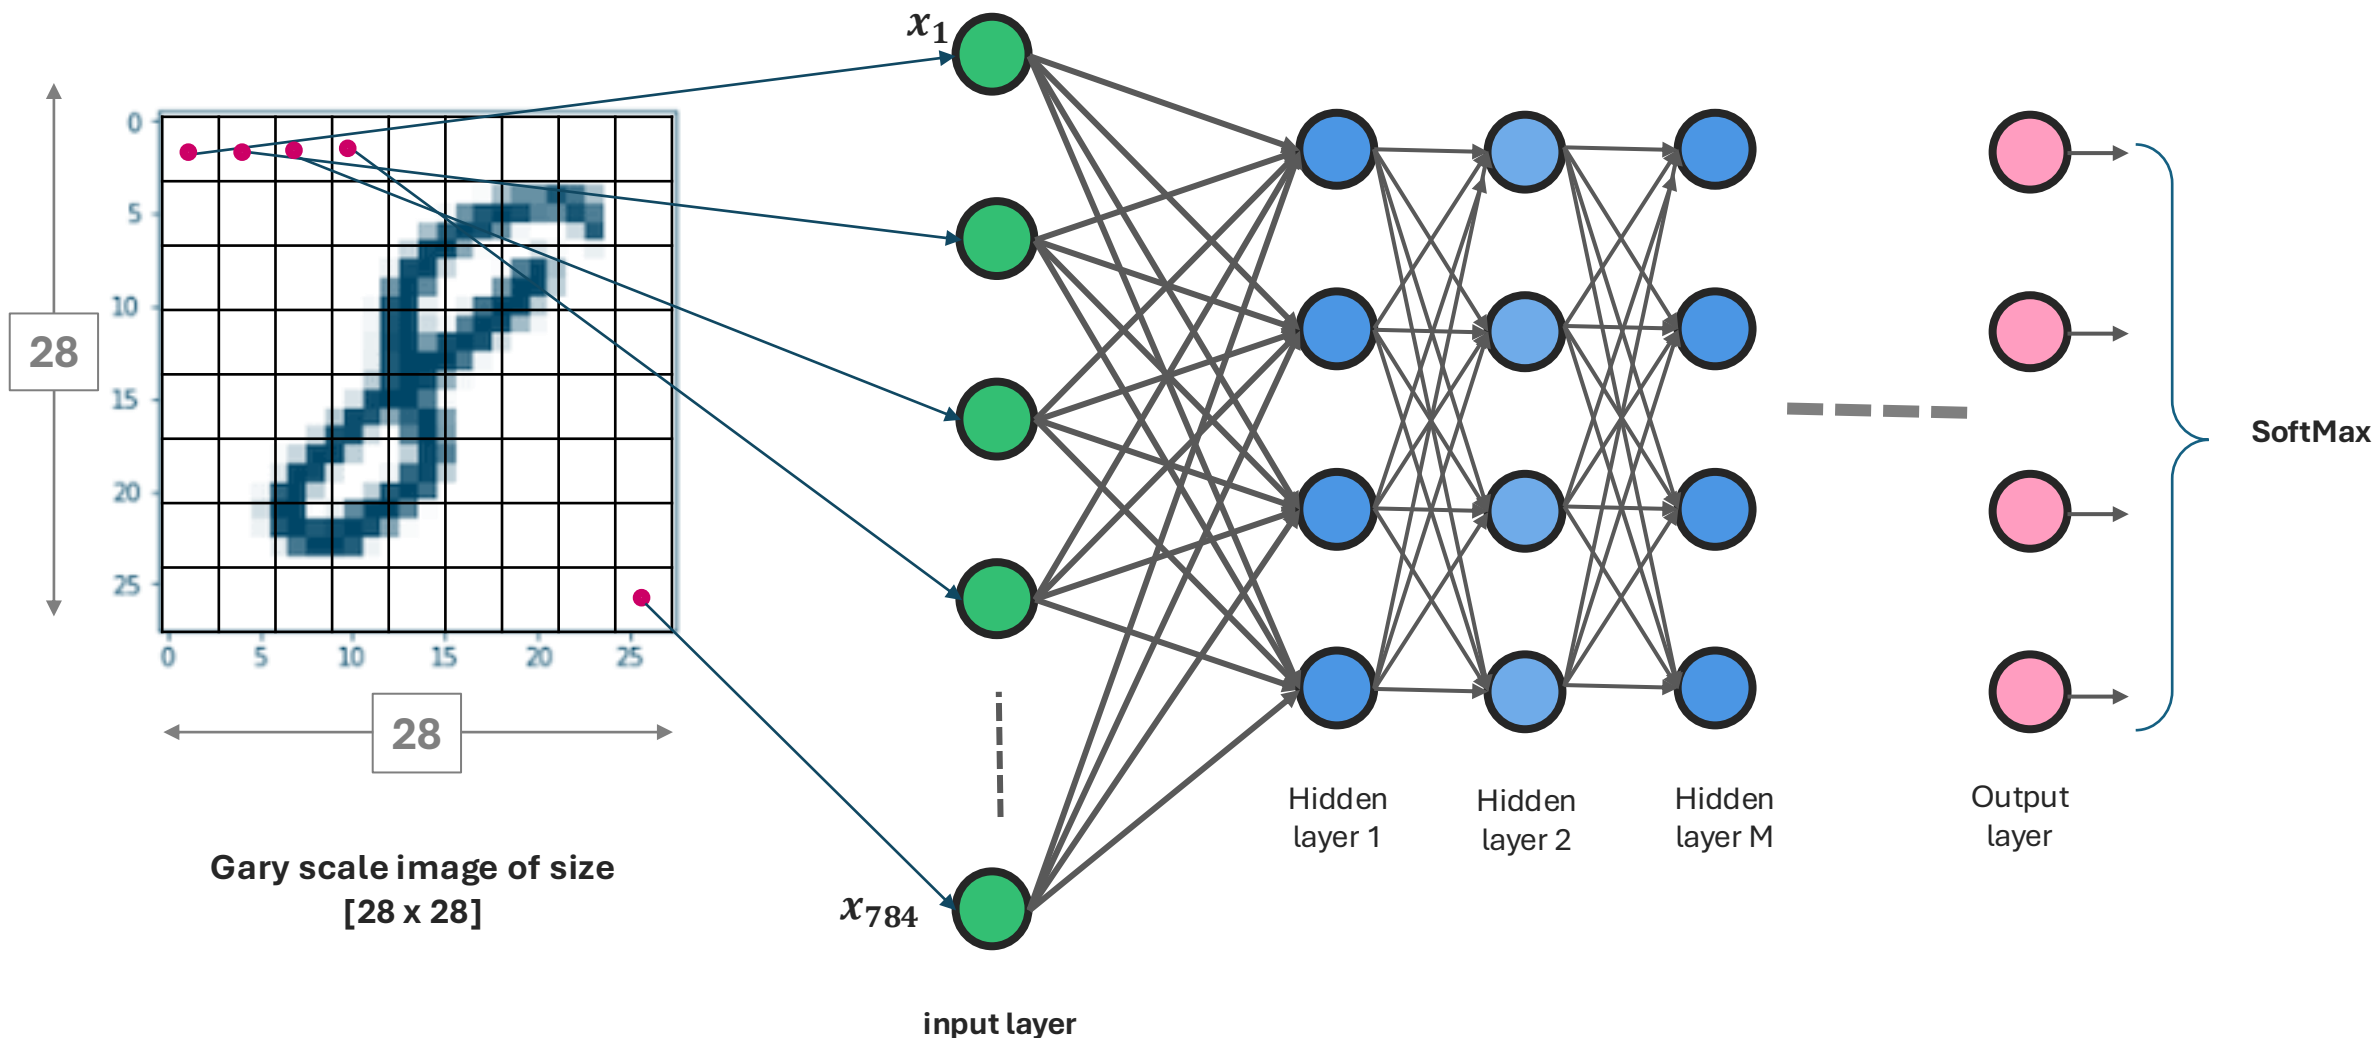 x1
0
5
10
15
20
25
28
0 5 10 15 20 25
28
Gary scale image of size
[28 x 28]
x784
input layer
Hidden
layer 1
Hidden
layer 2
Hidden
layer M
Output
layer
SoftMax